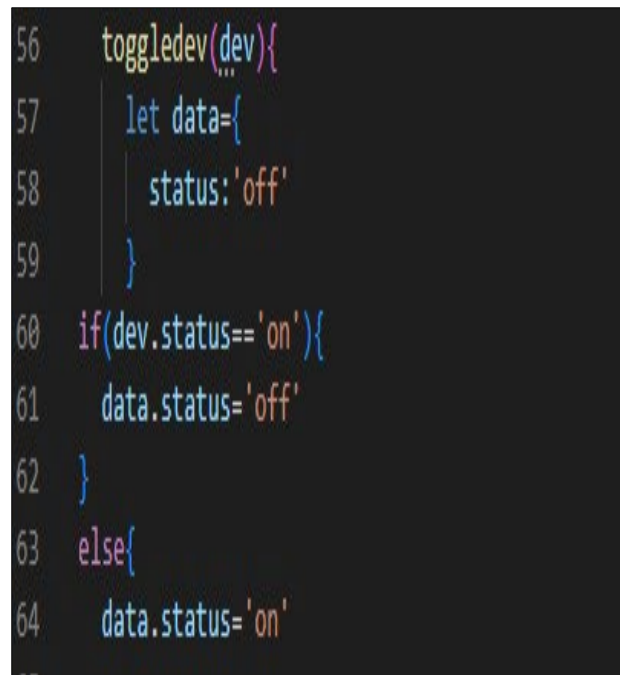 56 toggledev(dev){
57 let data={
58 status:'off'
59 }
60 if(dev.status=='on'){
61 data.status='off'
62 }
63 else{
64 data.status='on'